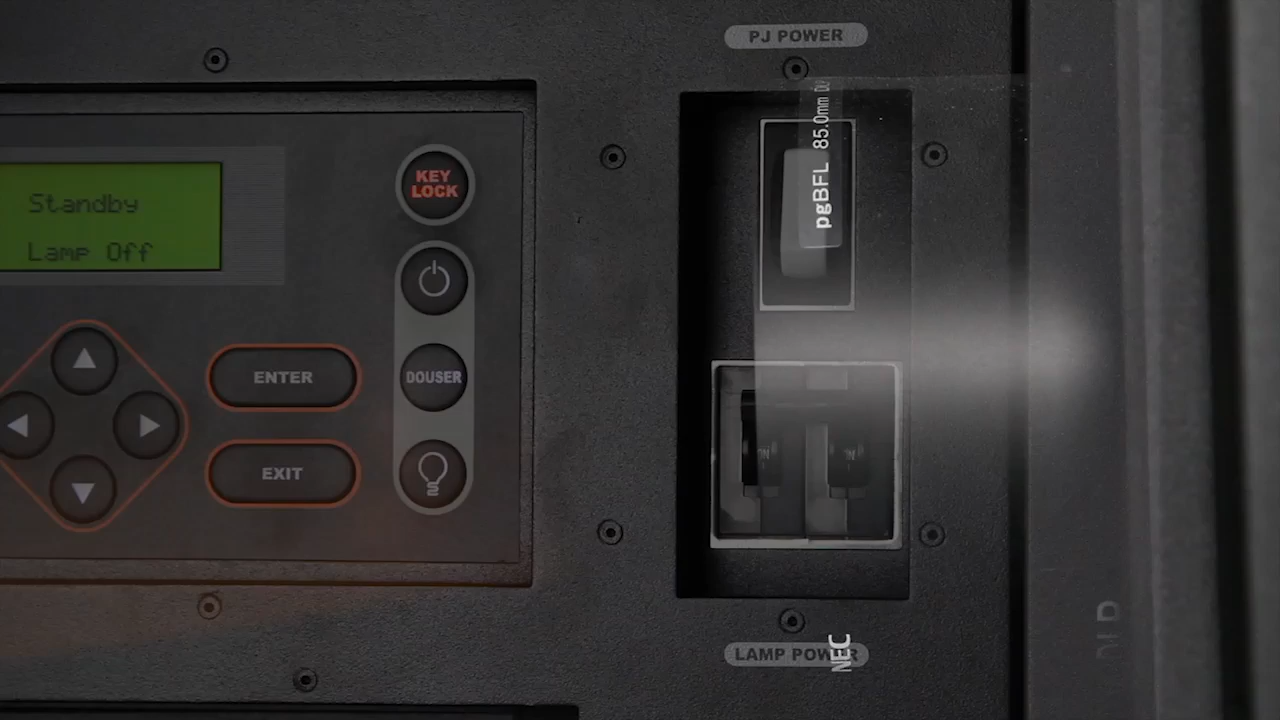 PJ POWER
pgBFL 85.0mm
KEY
LOCK
Standby
Lamp Off
ENTER
DOUSER
EXIT
LAMP POWER
NEC